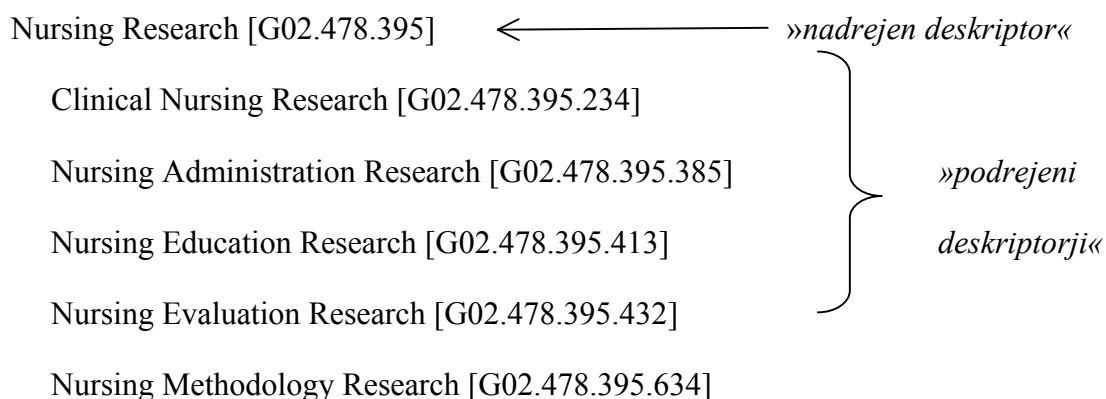 Nursing Research [G02.478.395] »nadrejen deskriptor«
Clinical Nursing Research [G02.478.395.234]
Nursing Administration Research [G02.478.395.385] »podrejeni
Nursing Education Research [G02.478.395.413] deskriptorji«
Nursing Evaluation Research [G02.478.395.432]
Nursing Methodology Research [G02.478.395.634]